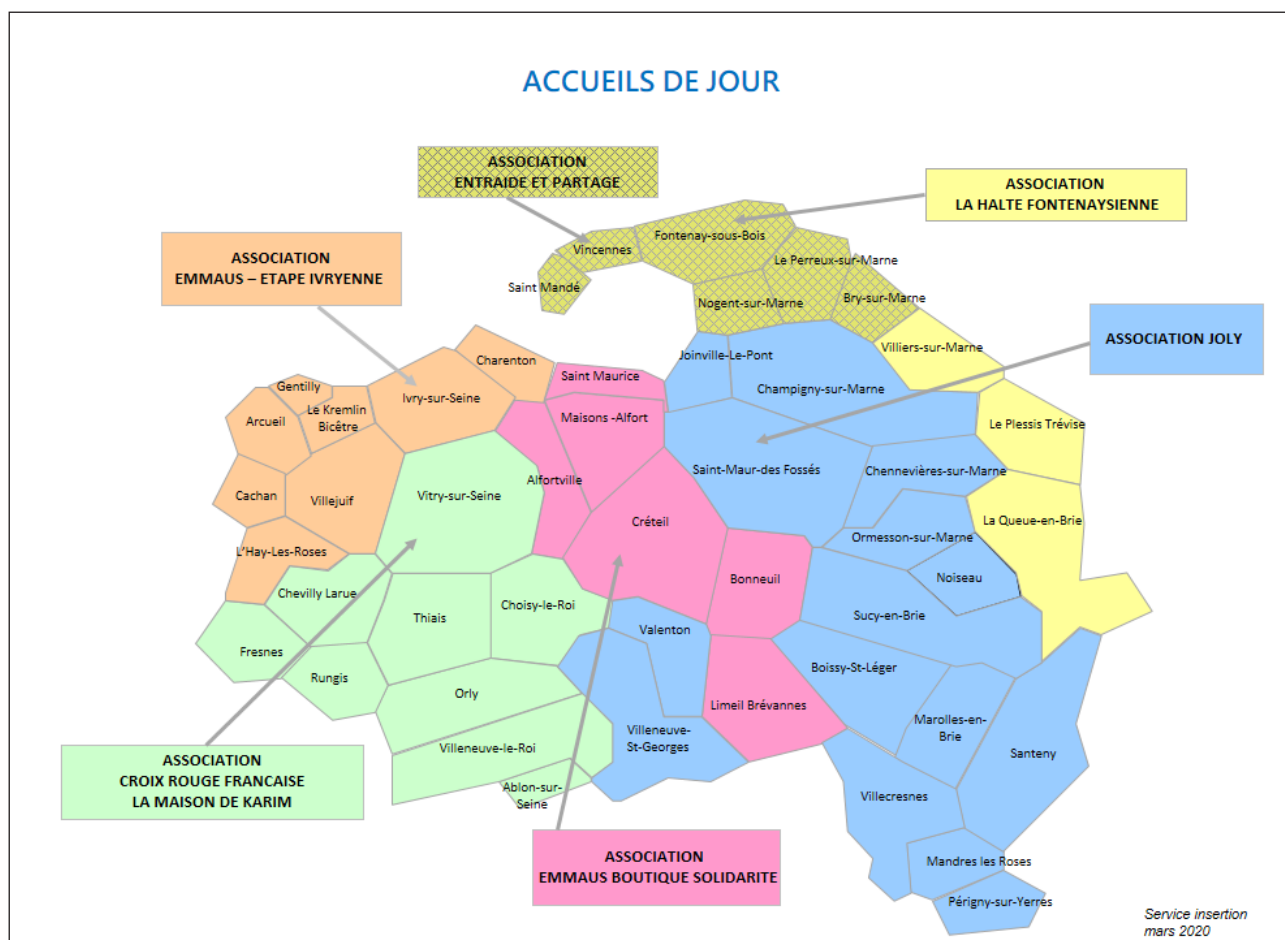 ACCUEILS DE JOUR
ASSOCIATION
ENTRAIDE ET PARTAGE
ASSOCIATION
LA HALTE FONTENAYSIENNE
ASSOCIATION
EMMAUS – ETAPE IVRYENNE
ASSOCIATION JOLY
Fontenay-sous-Bois
Vincennes
Le Perreux-sur-Marne
Saint Mandé
Nogent-sur-Marne
Bry-sur-Marne
Villiers-sur-Marne
Joinville-Le-Pont
Charenton
Saint Maurice
Champigny-sur-Marne
Gentilly
Ivry-sur-Seine
Le Kremlin
Bicêtre
Arcueil
Maisons -Alfort
Le Plessis Trévise
Saint-Maur-des Fossés
Chennevières-sur-Marne
Alfortville
Cachan
Villejuif
Vitry-sur-Seine
Créteil
La Queue-en-Brie
Ormesson-sur-Marne
L'Hay-Les-Roses
Noiseau
Bonneuil
Chevilly Larue
Choisy-le-Roi
Thiais
Sucy-en-Brie
Valenton
Fresnes
Boissy-St-Léger
Rungis
Orly
Limeil Brévannes
Marolles-en-
Brie
Villeneuve-
St-Georges
Villeneuve-le-Roi
Santeny
Ablon-sur-
Seine
Villecresnes
ASSOCIATION
CROIX ROUGE FRANCAISE
LA MAISON DE KARIM
ASSOCIATION
EMMAUS BOUTIQUE SOLIDARITE
Mandres les Roses
Périgny-sur-Yerres
Service insertion
mars 2020